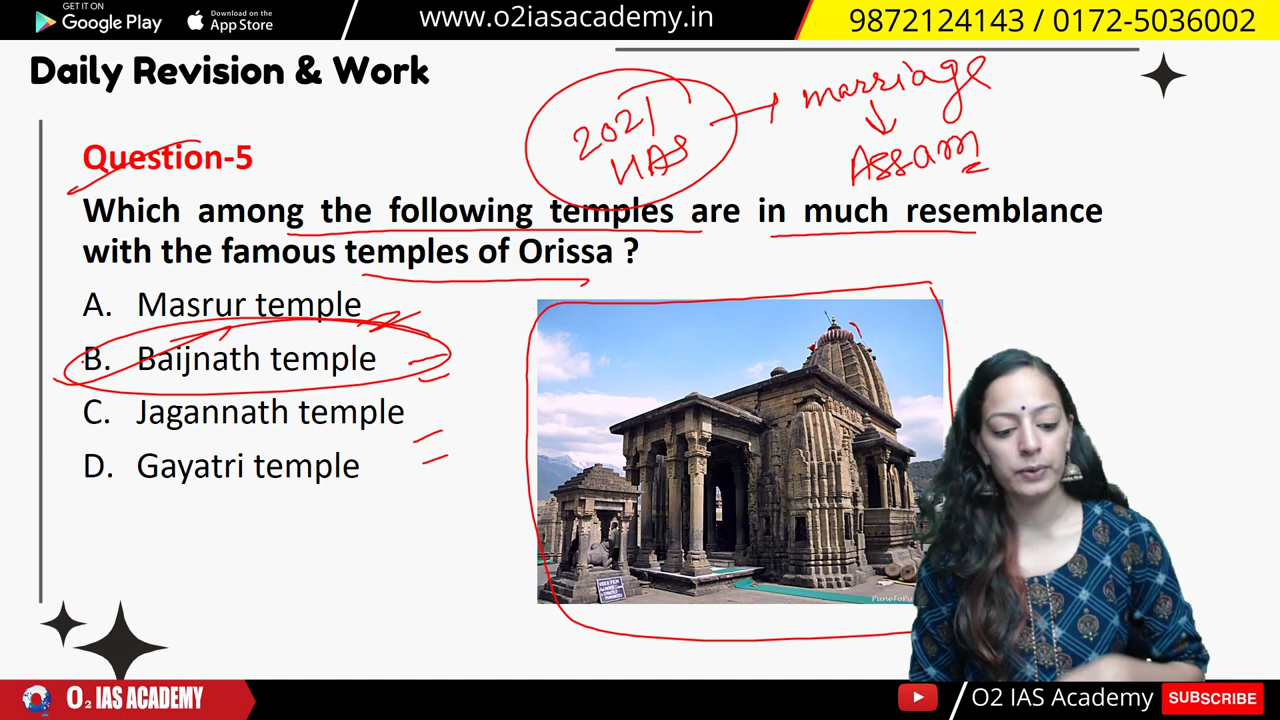 GET IT ON
Google Play
Download on the
App Store
www.o2iasacademy.in
9872124143 / 0172-5036002
Daily Revision & Work
2021
HAS
marriage
Assam
Question-5
Which among the following temples are in much resemblance
with the famous temples of Orissa ?
A. Masrur temple
B. Baijnath temple
C. Jagannath temple
D. Gayatri temple
O2 IAS ACADEMY
O2 IAS Academy
SUBSCRIBE